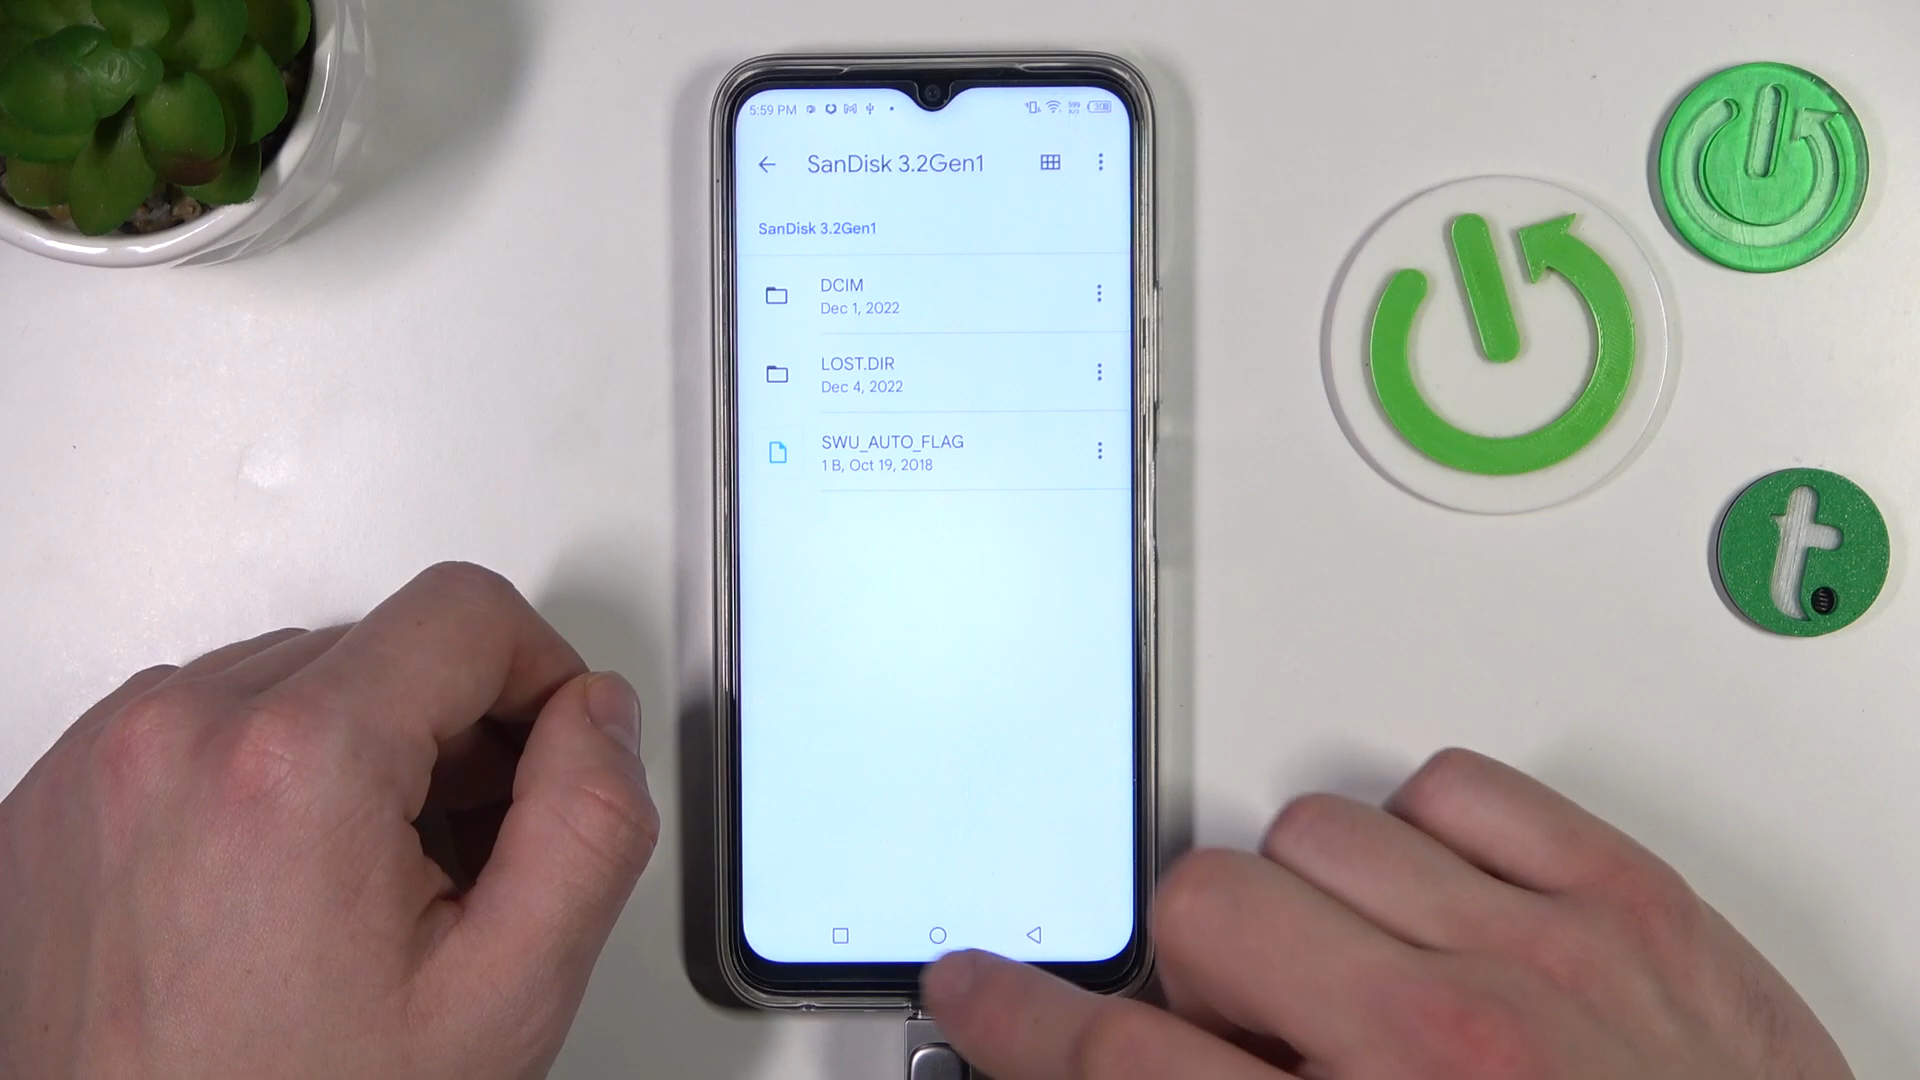 5:59 PM
SanDisk 3.2Gen1
SanDisk 3.2Gen1
DCIM
Dec 1, 2022
LOST.DIR
Dec 4, 2022
SWU_AUTO_FLAG
1 B, Oct 19, 2018
t